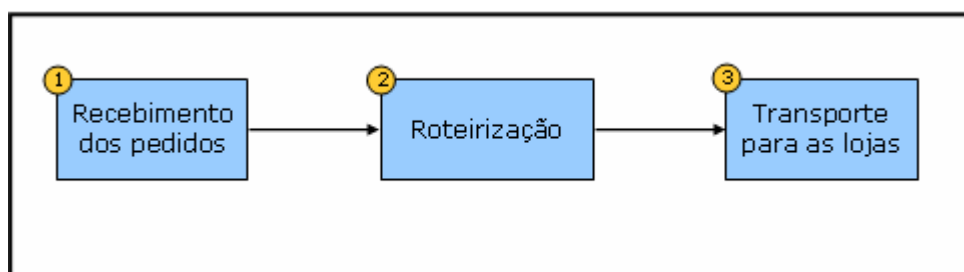 1
Recebimento
dos pedidos
2
Roteirização
3
Transporte
para as lojas